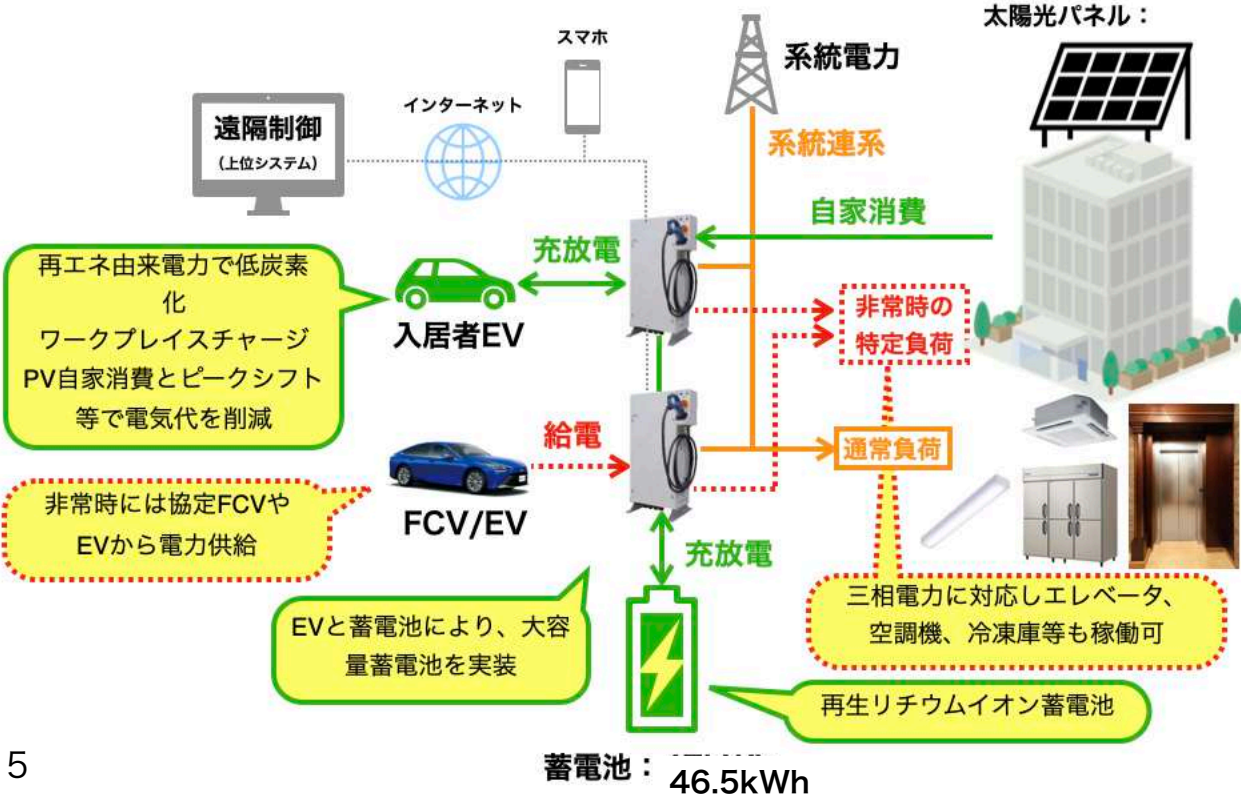 太陽光パネル：
スマホ
系統電力
インターネット
遠隔制御
（上位システム）
系統連系
自家消費
充放電
再エネ由来電力で低炭素
化
ワークプレイスチャージ
PV自家消費とピークシフト
等で電気代を削減
入居者EV
非常時の
特定負荷
給電
通常負荷
非常時には協定FCVや
EVから電力供給
FCV/EV
充放電
三相電力に対応しエレベータ、
空調機、冷凍庫等も稼働可
EVと蓄電池により、大容
量蓄電池を実装
再生リチウムイオン蓄電池
5
蓄電池：
46.5kWh